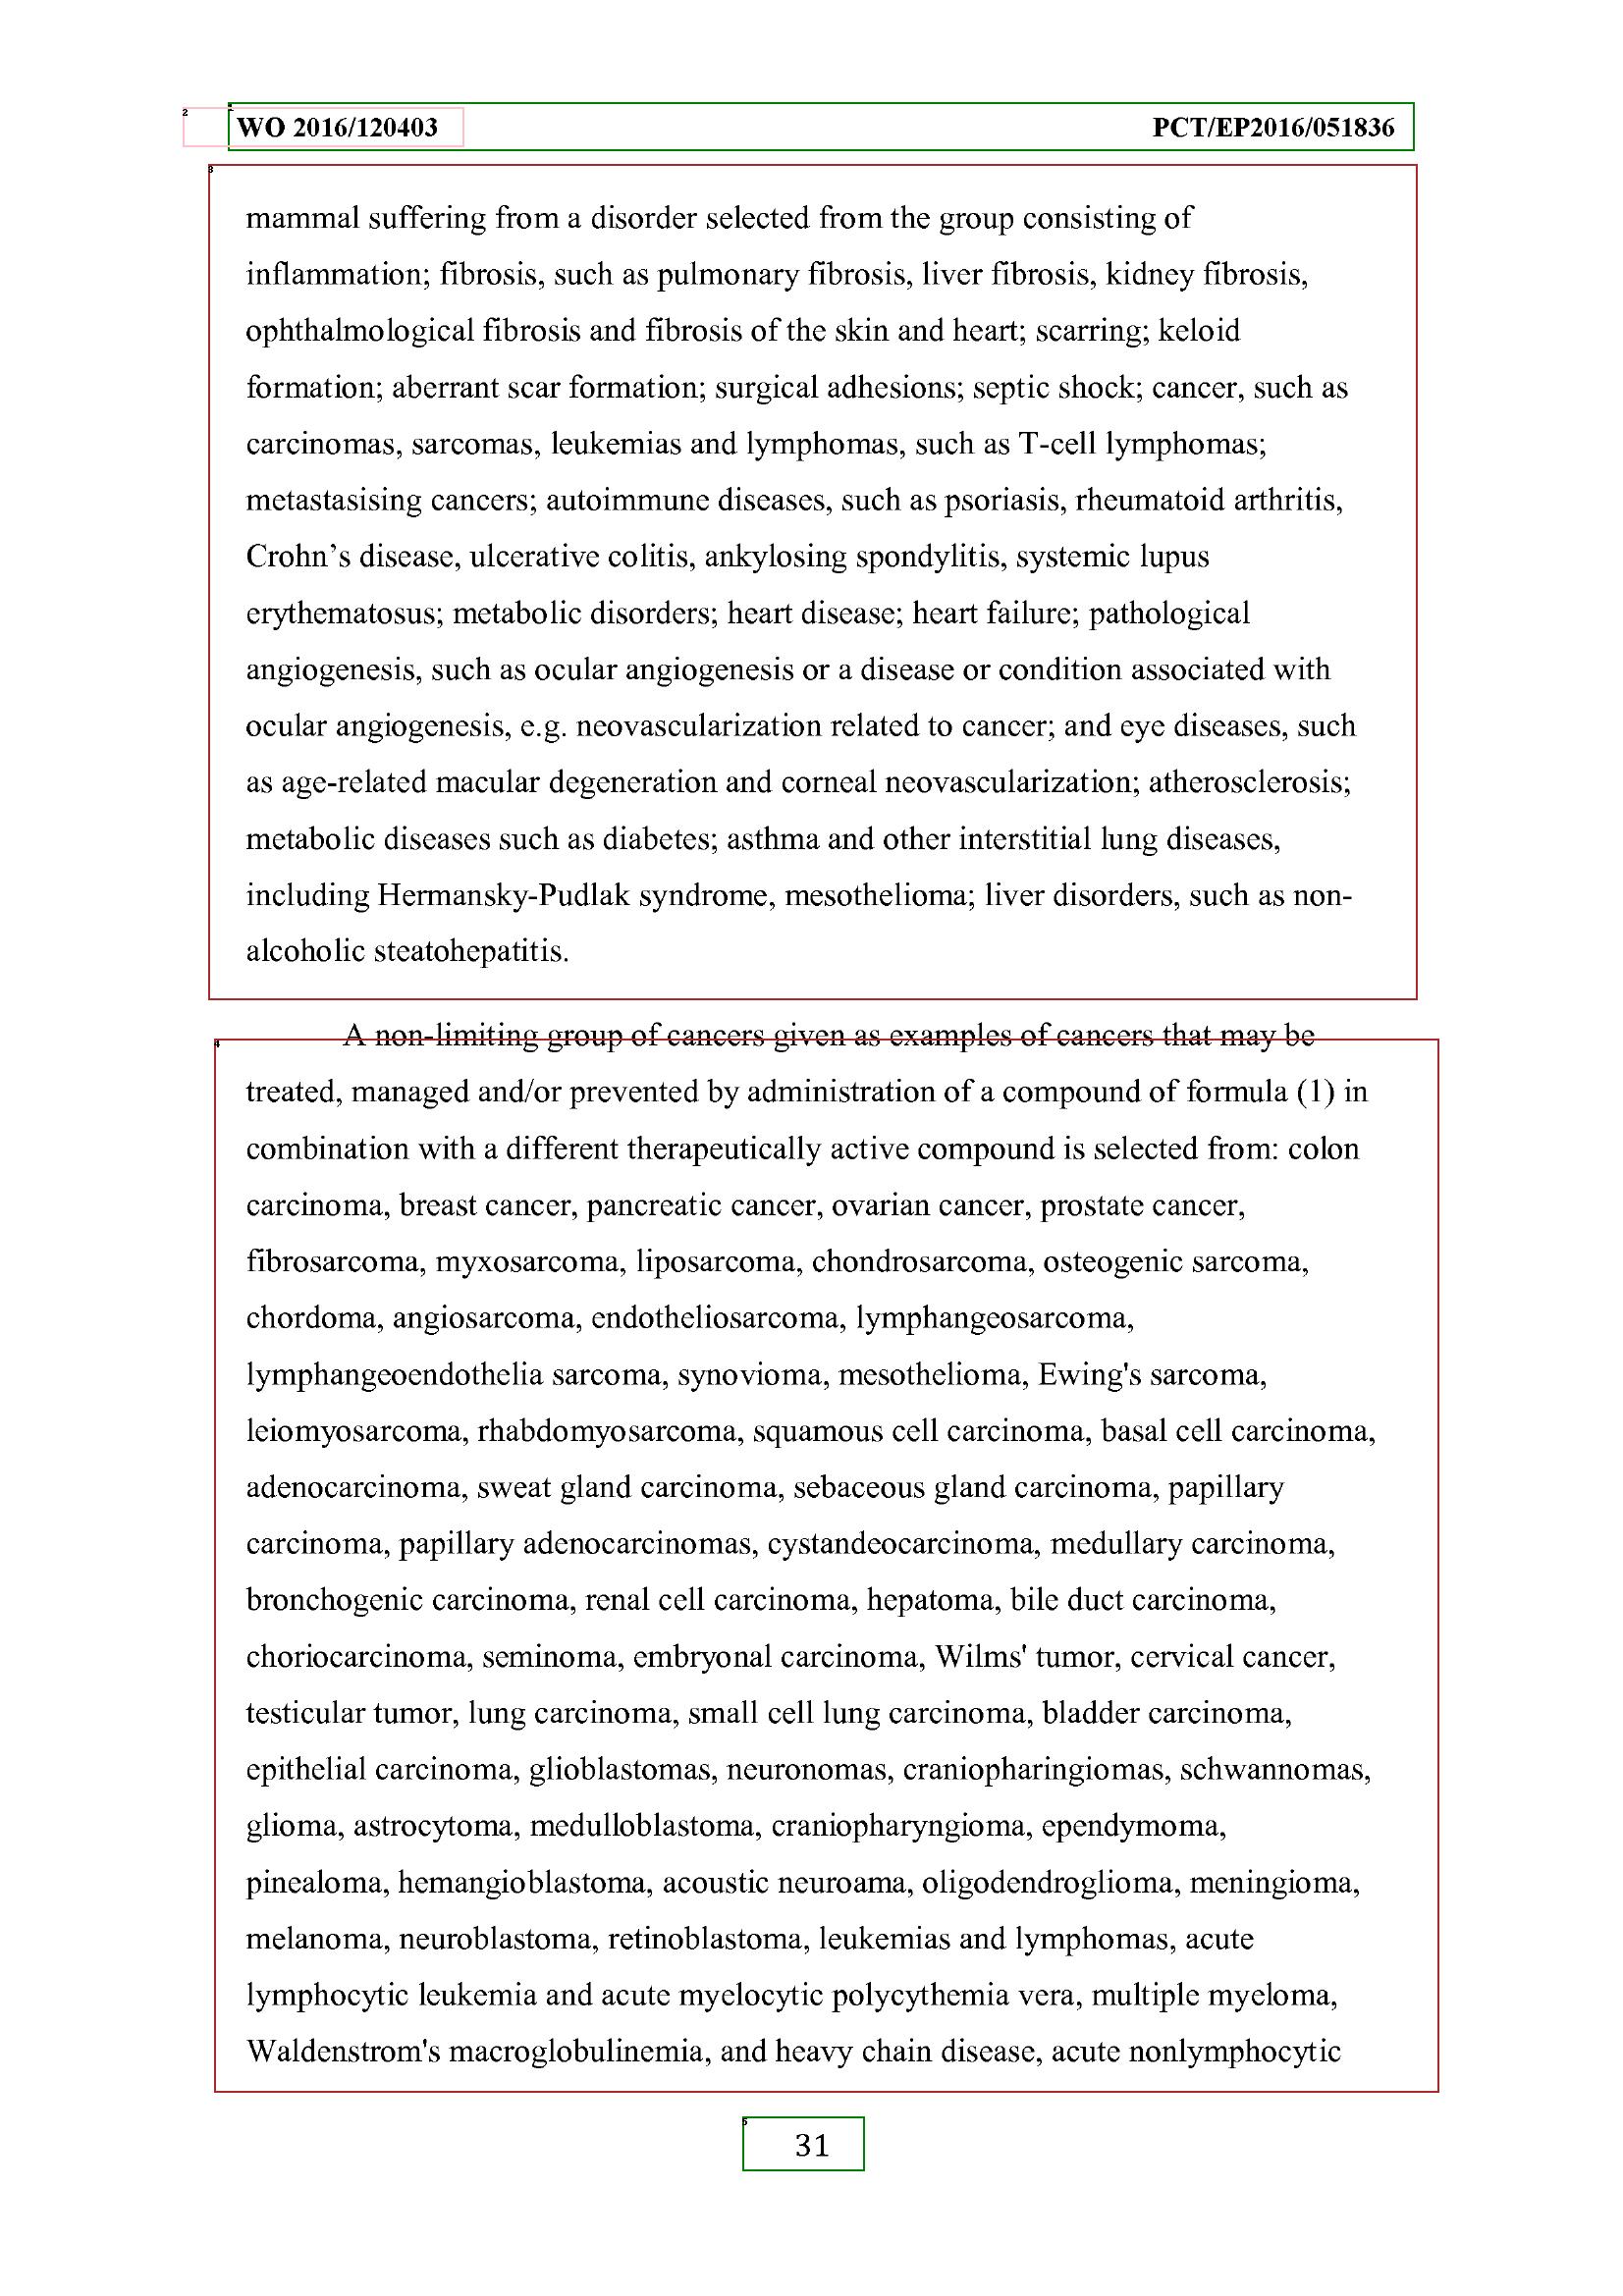 WO 2016/120403 PCT/EP2016/051836
mammal suffering from a disorder selected from the group consisting of
inflammation; fibrosis, such as pulmonary fibrosis, liver fibrosis, kidney fibrosis,
ophthalmological fibrosis and fibrosis of the skin and heart; scarring; keloid
formation; aberrant scar formation; surgical adhesions; septic shock; cancer, such as
carcinomas, sarcomas, leukemias and lymphomas, such as T-cell lymphomas;
metastasising cancers; autoimmune diseases, such as psoriasis, rheumatoid arthritis,
Crohn’s disease, ulcerative colitis, ankylosing spondylitis, systemic lupus
erythematosus; metabolic disorders; heart disease; heart failure; pathological
angiogenesis, such as ocular angiogenesis or a disease or condition associated with
ocular angiogenesis, e.g. neovascularization related to cancer; and eye diseases, such
as age-related macular degeneration and corneal neovascularization; atherosclerosis;
metabolic diseases such as diabetes; asthma and other interstitial lung diseases,
including Hermansky-Pudlak syndrome, mesothelioma; liver disorders, such as non-
alcoholic steatohepatitis.
A non-limiting group of cancers given as examples of cancers that may be
treated, managed and/or prevented by administration of a compound of formula (1) in
combination with a different therapeutically active compound is selected from: colon
carcinoma, breast cancer, pancreatic cancer, ovarian cancer, prostate cancer,
fibrosarcoma, myxosarcoma, liposarcoma, chondrosarcoma, osteogenic sarcoma,
chordoma, angiosarcoma, endotheliosarcoma, lymphangeosarcoma,
lymphangeoendothelia sarcoma, synovioma, mesothelioma, Ewing's sarcoma,
leiomyosarcoma, rhabdomyosarcoma, squamous cell carcinoma, basal cell carcinoma,
adenocarcinoma, sweat gland carcinoma, sebaceous gland carcinoma, papillary
carcinoma, papillary adenocarcinomas, cystandeocarcinoma, medullary carcinoma,
bronchogenic carcinoma, renal cell carcinoma, hepatoma, bile duct carcinoma,
choriocarcinoma, seminoma, embryonal carcinoma, Wilms' tumor, cervical cancer,
testicular tumor, lung carcinoma, small cell lung carcinoma, bladder carcinoma,
epithelial carcinoma, glioblastomas, neuronomas, craniopharingiomas, schwannomas,
glioma, astrocytoma, medulloblastoma, craniopharyngioma, ependymoma,
pinealoma, hemangioblastoma, acoustic neuroama, oligodendroglioma, meningioma,
melanoma, neuroblastoma, retinoblastoma, leukemias and lymphomas, acute
lymphocytic leukemia and acute myelocytic polycythemia vera, multiple myeloma,
Waldenstrom's macroglobulinemia, and heavy chain disease, acute nonlymphocytic
31